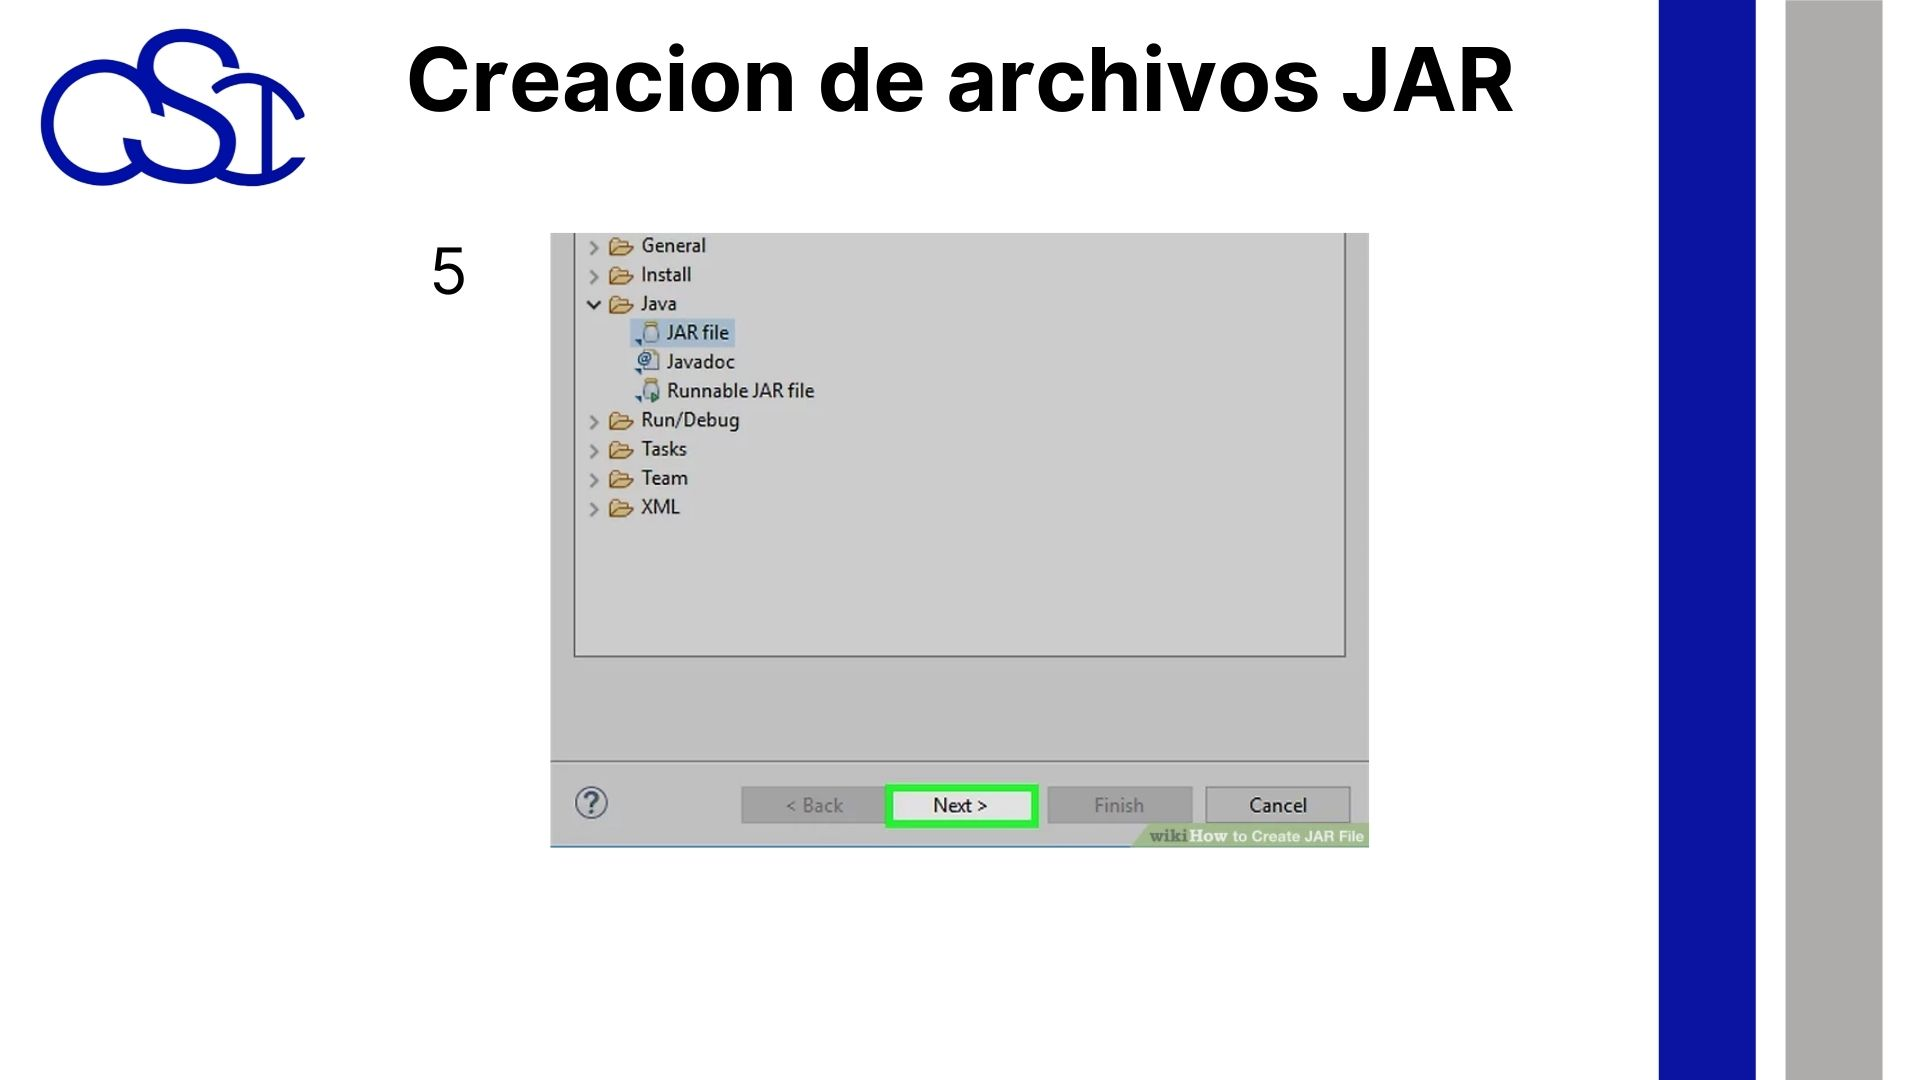 CSI
Creacion de archivos JAR
5
General
Install
Java
JAR file
Javadoc
Runnable JAR file
Run/Debug
Tasks
Team
XML
?
< Back
Next >
Finish
Cancel
wikiHow to Create JAR File